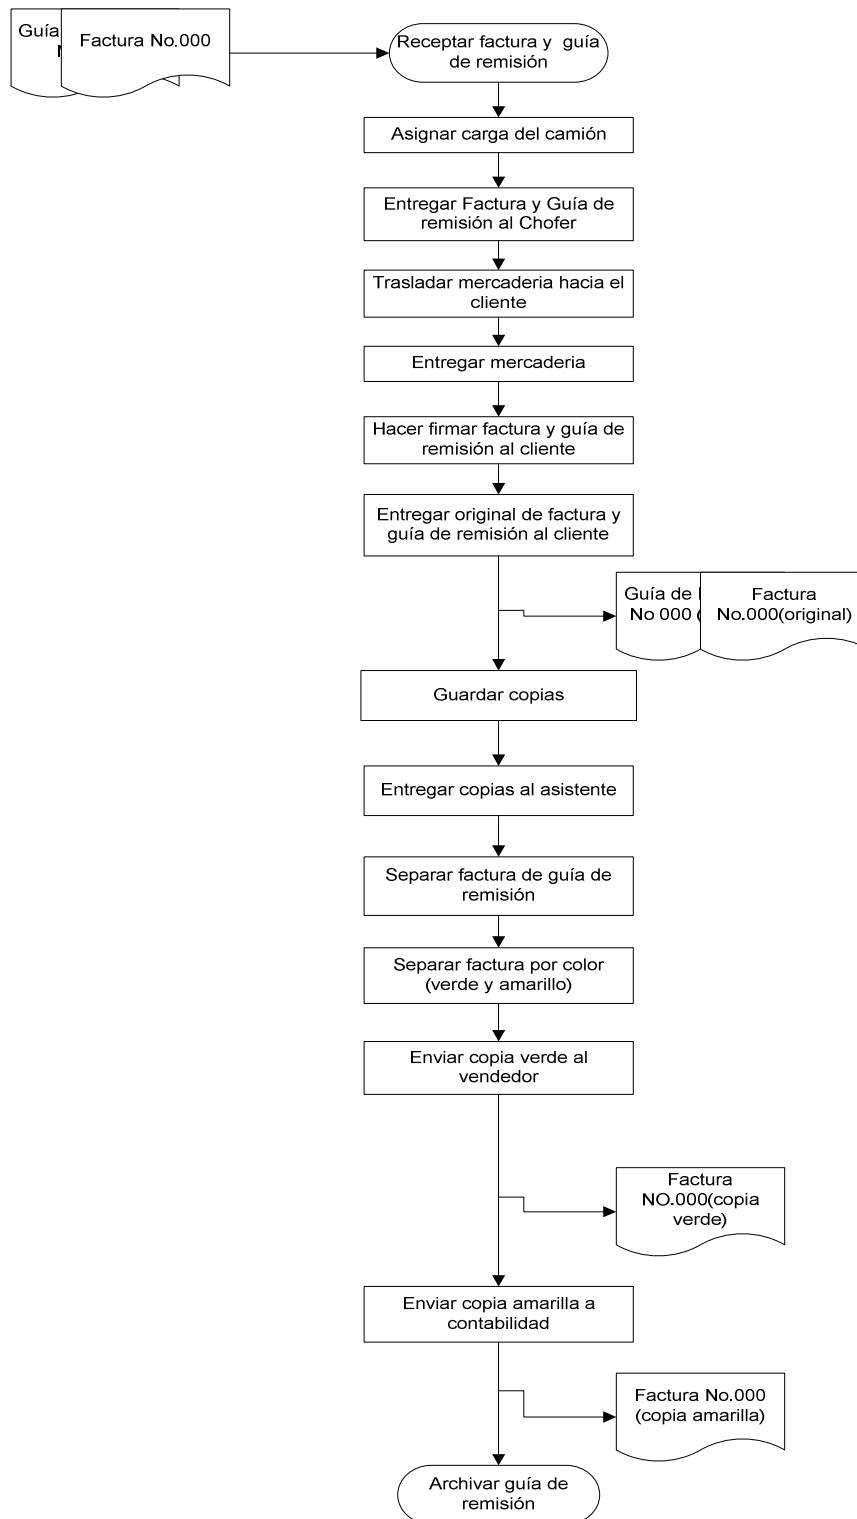 Guía
Factura No.000
Receptar factura y guía
de remisión
Asignar carga del camión
Entregar Factura y Guía de
remisión al Chofer
Trasladar mercaderia hacia el
cliente
Entregar mercaderia
Hacer firmar factura y guía de
remisión al cliente
Entregar original de factura y
guía de remisión al cliente
Guía de
No 000 (
Factura
No.000(original)
Guardar copias
Entregar copias al asistente
Separar factura de guía de
remisión
Separar factura por color
(verde y amarillo)
Enviar copia verde al
vendedor
Factura
NO.000(copia
verde)
Enviar copia amarilla a
contabilidad
Factura No.000
(copia amarilla)
Archivar guía de
remisión